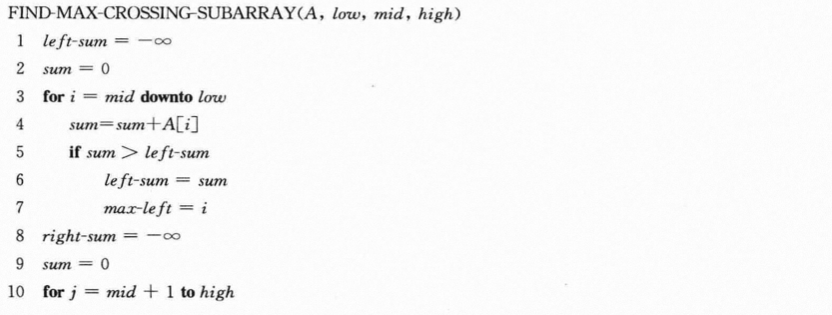 FIND-MAX-CROSSING-SUBARRAY(A, low, mid, high)
1 left-sum = −∞
2 sum = 0
3 for i = mid downto low
4 sum=sum+A[i]
5 if sum > left-sum
6 left-sum = sum
7 max-left = i
8 right-sum = −∞
9 sum = 0
10 for j = mid + 1 to high